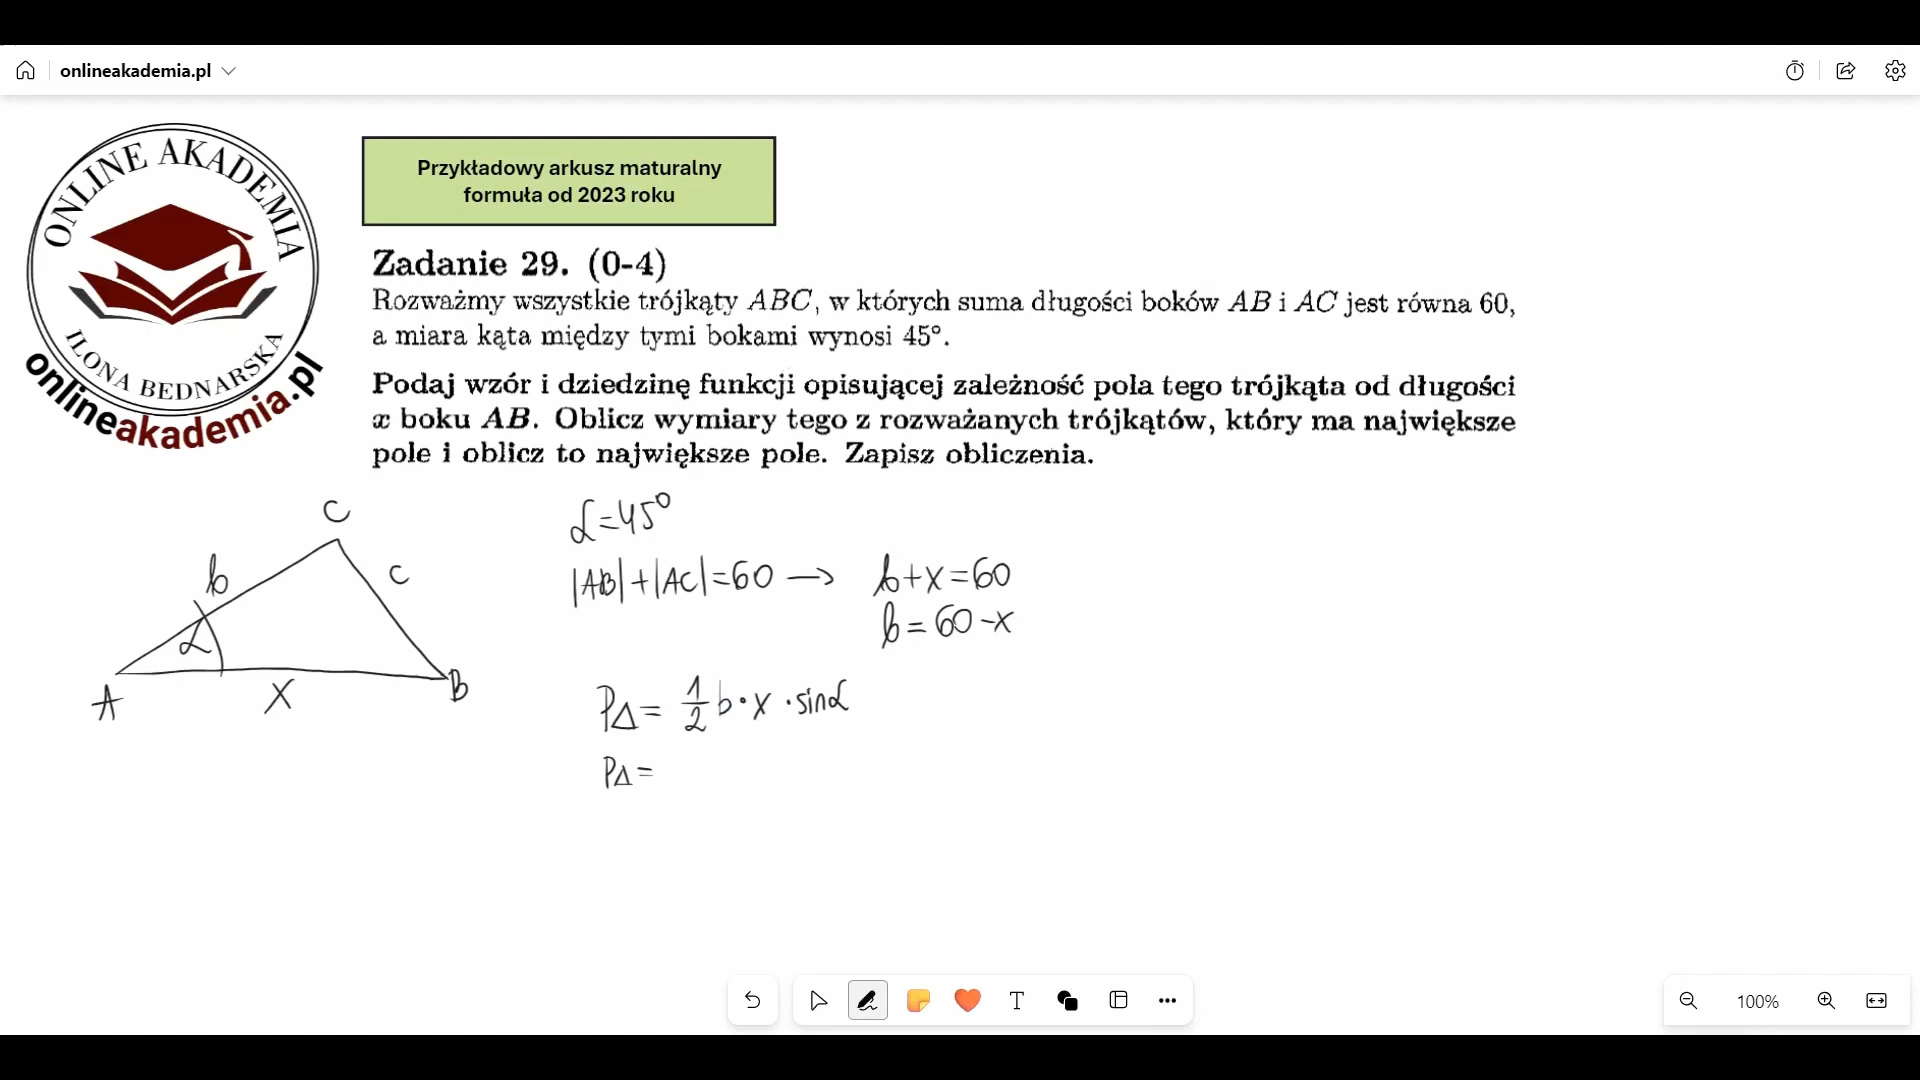 onlineakademia.pl
ONLINE AKADEMIA
ILONA BEDNARSKA
onlineakademia.pl
Przykładowy arkusz maturalny
formuła od 2023 roku
Zadanie 29. (0-4)
Rozważmy wszystkie trójkąty ABC, w których suma długości boków AB i AC jest równa 60,
a miara kąta między tymi bokami wynosi 45°.
Podaj wzór i dziedzinę funkcji opisującej zależność pola tego trójkąta od długości
x boku AB. Oblicz wymiary tego z rozważanych trójkątów, który ma największe
pole i oblicz to największe pole. Zapisz obliczenia.
C
b
c
α
A
X
B
α=45°
|AB|+|AC|=60 → b+x=60
b=60-x
PΔ= 1/2 b·x·sinα
PΔ=
T
100%